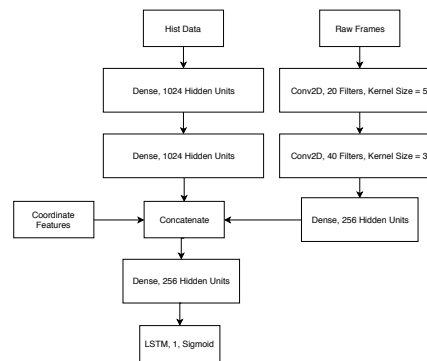 Hist Data
Raw Frames
Dense, 1024 Hidden Units
Conv2D, 20 Filters, Kernel Size = 5
Dense, 1024 Hidden Units
Conv2D, 40 Filters, Kernel Size = 3
Coordinate
Features
Concatenate
Dense, 256 Hidden Units
Dense, 256 Hidden Units
LSTM, 1, Sigmoid